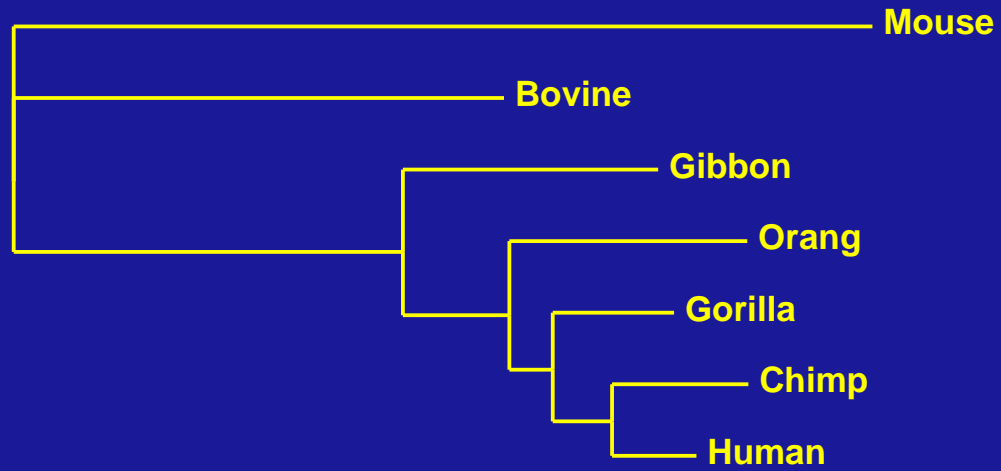 Mouse
Bovine
Gibbon
Orang
Gorilla
Chimp
Human